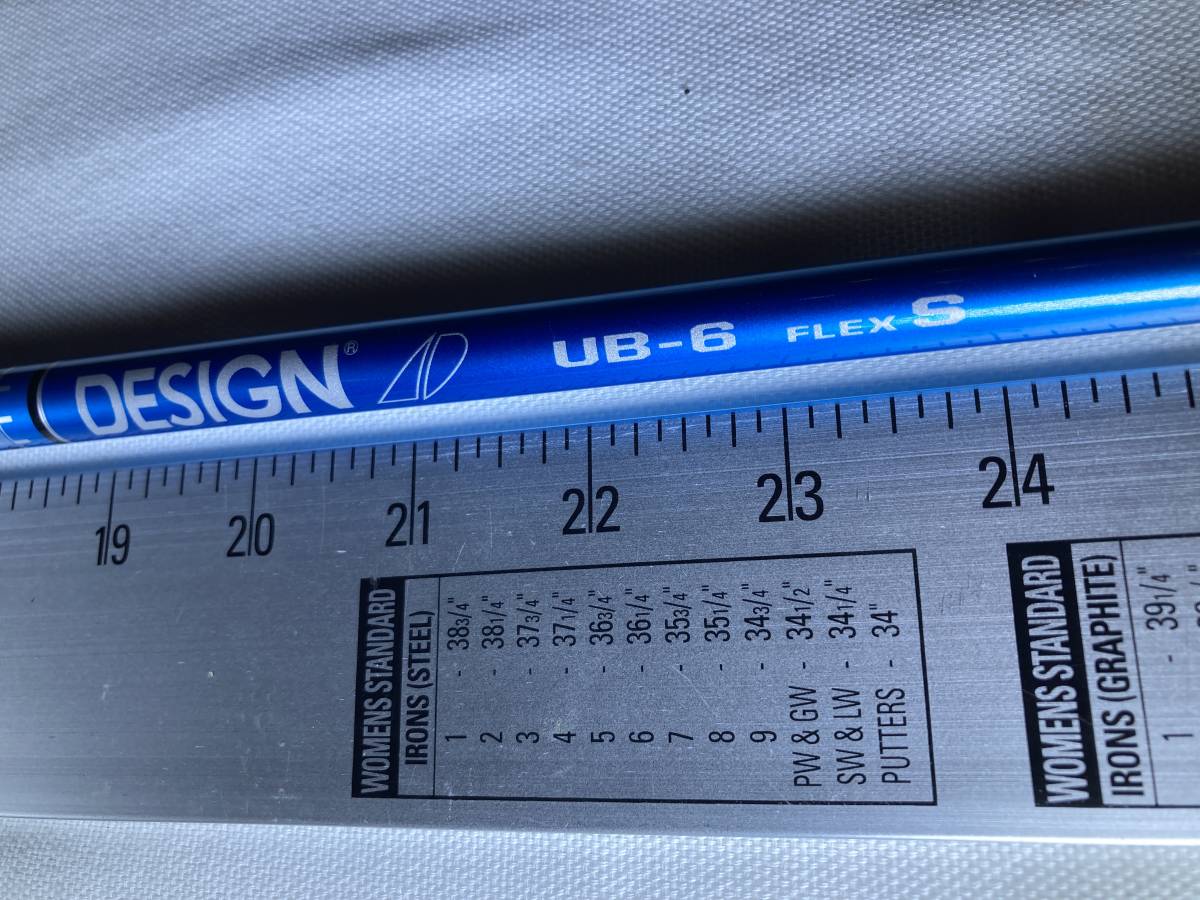 DESIGN® AD UB-6 FLEX S
19 20 21 22 23 24
WOMENS STANDARD
IRONS (STEEL)
1 - 38 3/4"
2 - 38 1/4"
3 - 37 3/4"
4 - 37 1/4"
5 - 36 3/4"
6 - 36 1/4"
7 - 35 3/4"
8 - 35 1/4"
9 - 34 3/4"
PW & GW - 34 1/2"
SW & LW - 34 1/4"
PUTTERS - 34"
WOMENS STANDARD
IRONS (GRAPHITE)
1 - 39 1/4"